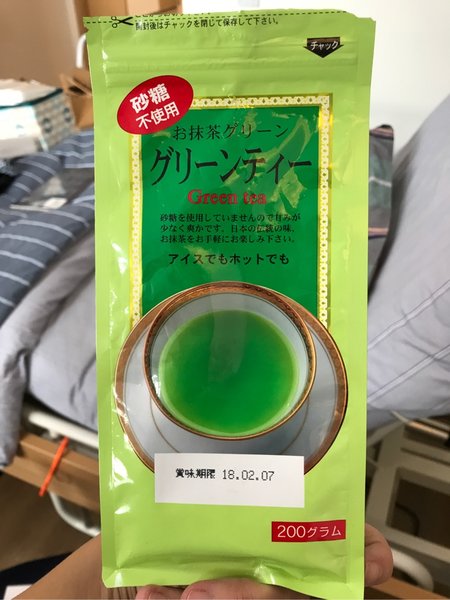 開封後はチャックを閉じて保存して下さい。
チャック
砂糖
不使用
お抹茶グリーン
グリーンティー
Green tea
砂糖を使用していませんので甘みが
少なく爽かです。日本の伝統の味、
お抹茶をお手軽にお楽しみ下さい。
アイスでもホットでも
賞味期限 18.02.07
200グラム